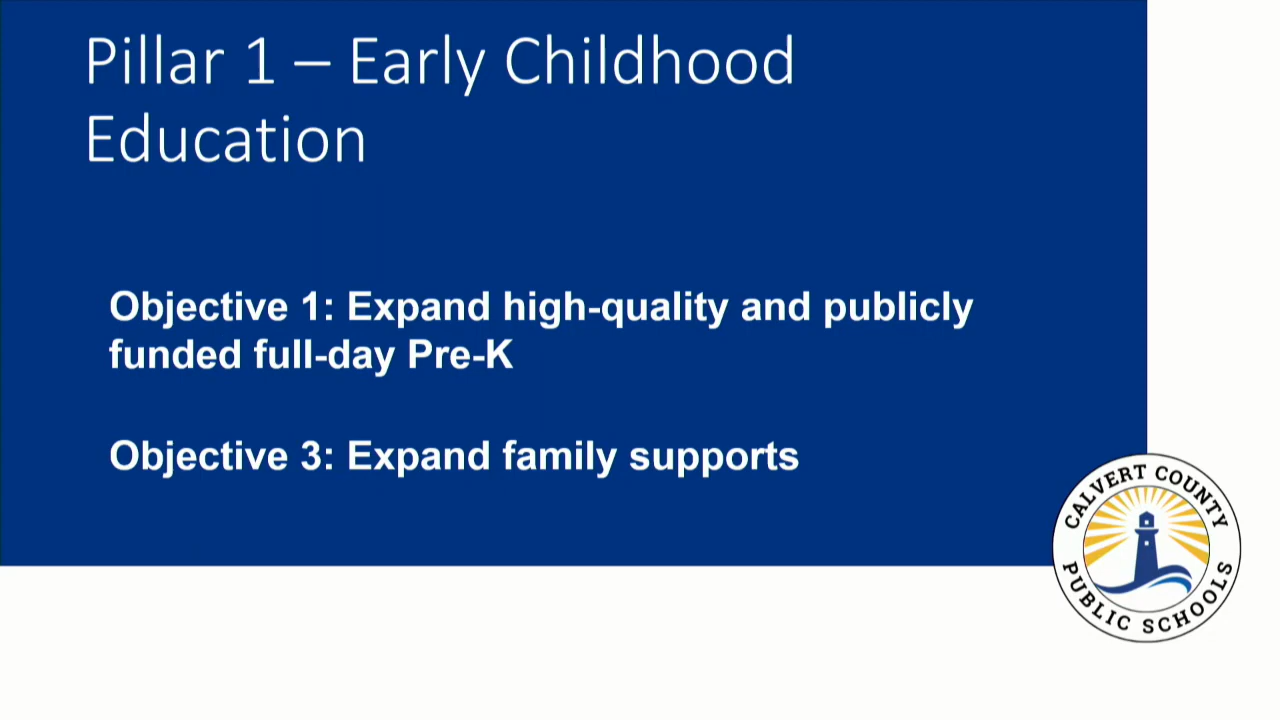 Pillar 1 – Early Childhood
Education
Objective 1: Expand high-quality and publicly
funded full-day Pre-K
Objective 3: Expand family supports
CALVERT COUNTY
PUBLIC SCHOOLS